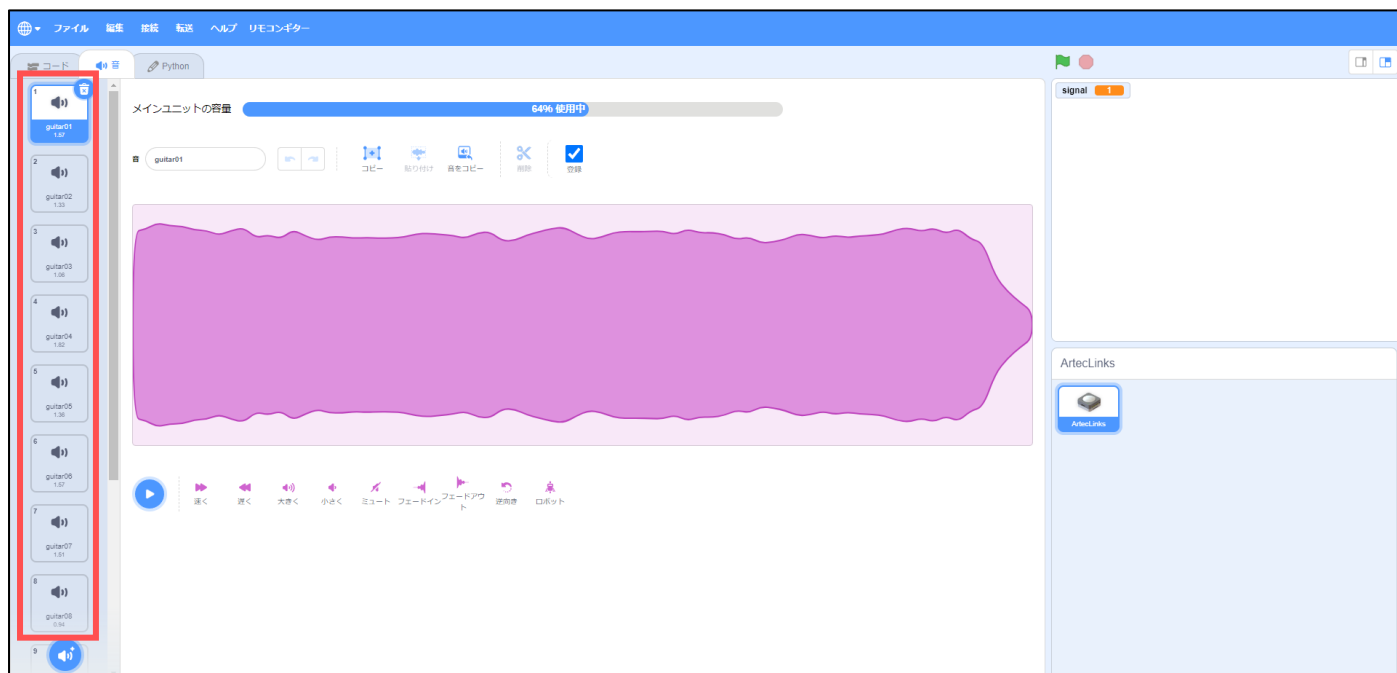 ファイル 編集 接続 転送 ヘルプ リモコンギター
コード 音 Python
メインユニットの容量 64% 使用中
音 guitar01
コピー 貼り付け 音をコピー 削除 登録
1
guitar01
1.57
2
guitar02
1.33
3
guitar03
1.08
4
guitar04
1.82
5
guitar05
1.36
6
guitar06
1.57
7
guitar07
1.51
8
guitar08
0.94
9
速く 遅く 大きく 小さく ミュート フェードイン フェードアウ
ト
逆向き ロボット
signal 1
ArtecLinks
ArtecLinks